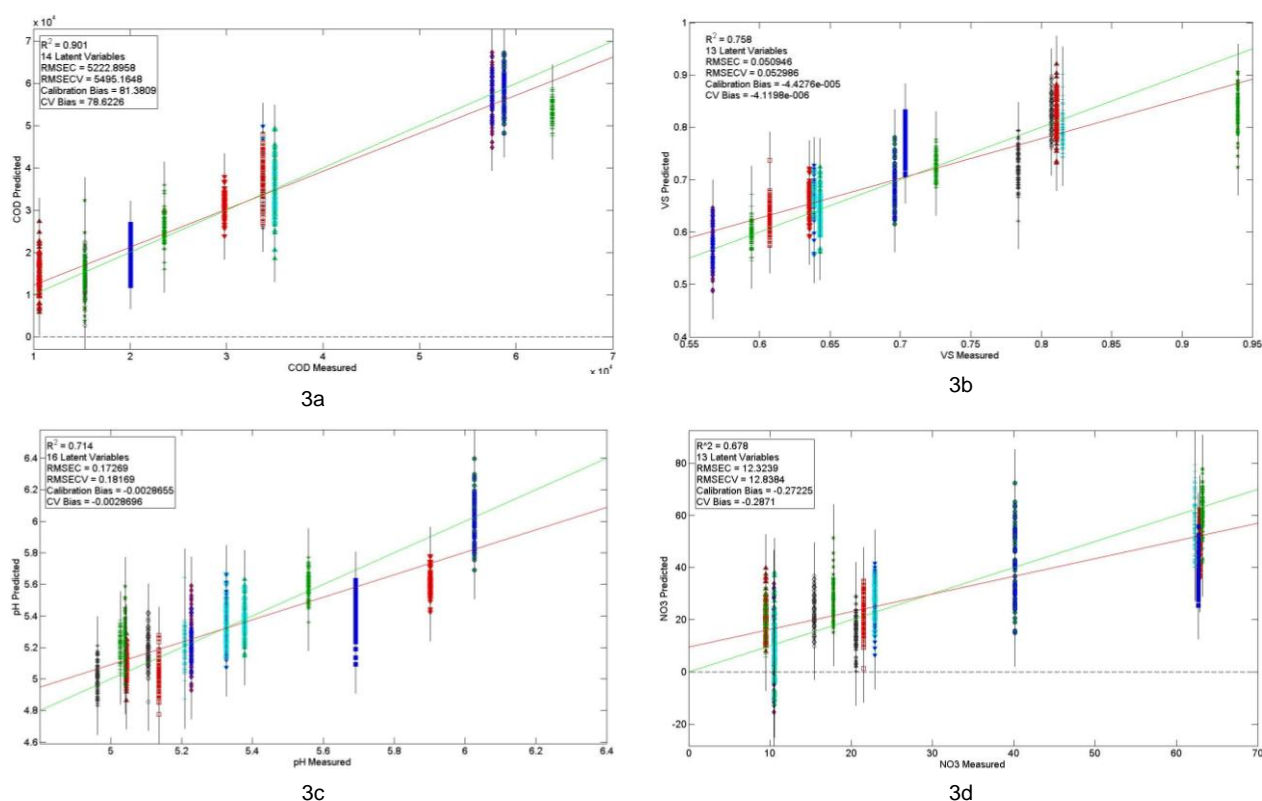 x 10⁴
R² = 0.901
14 Latent Variables
RMSEC = 5222.8958
RMSECV = 5495.1648
Calibration Bias = 81.3809
CV Bias = 78.6226
COD Predicted
7
6
5
4
3
2
1
0
1 2 3 4 5 6 7
COD Measured
x 10⁴
3a
R² = 0.758
13 Latent Variables
RMSEC = 0.050946
RMSECV = 0.052986
Calibration Bias = -4.4276e-005
CV Bias = -4.1198e-006
VS Predicted
1
0.9
0.8
0.7
0.6
0.5
0.4
0.55 0.6 0.65 0.7 0.75 0.8 0.85 0.9 0.95
VS Measured
3b
R² = 0.714
16 Latent Variables
RMSEC = 0.17269
RMSECV = 0.18169
Calibration Bias = -0.0028655
CV Bias = -0.0028696
pH Predicted
6.4
6.2
6
5.8
5.6
5.4
5.2
5
4.8
4.6
5 5.2 5.4 5.6 5.8 6 6.2 6.4
pH Measured
3c
R^2 = 0.678
13 Latent Variables
RMSEC = 12.3239
RMSECV = 12.8384
Calibration Bias = -0.27225
CV Bias = -0.2871
NO3 Predicted
80
60
40
20
0
-20
0 10 20 30 40 50 60 70
NO3 Measured
3d